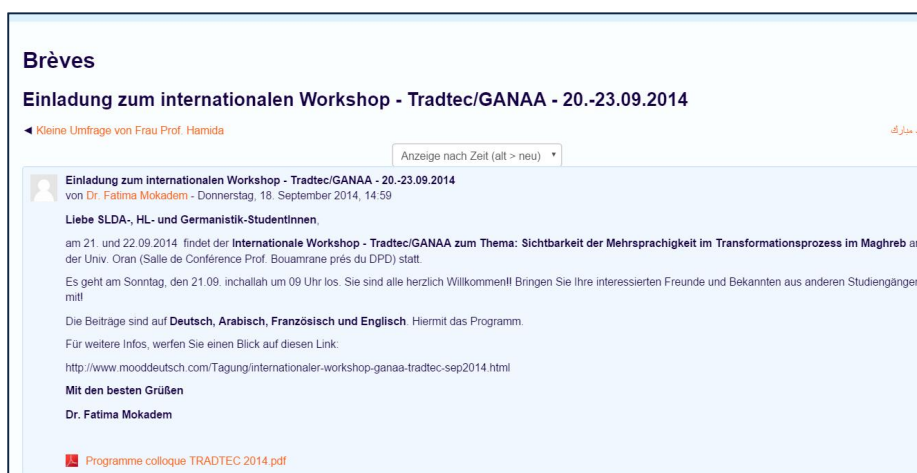 Brèves
Einladung zum internationalen Workshop - Tradtec/GANAA - 20.-23.09.2014
◄ Kleine Umfrage von Frau Prof. Hamida
مبارك
Anzeige nach Zeit (alt > neu)
Einladung zum internationalen Workshop - Tradtec/GANAA - 20.-23.09.2014
von Dr. Fatima Mokadem - Donnerstag, 18. September 2014, 14:59
Liebe SLDA-, HL- und Germanistik-StudentInnen,
am 21. und 22.09.2014 findet der Internationale Workshop - Tradtec/GANAA zum Thema: Sichtbarkeit der Mehrsprachigkeit im Transformationsprozess im Maghreb
der Univ. Oran (Salle de Conférence Prof. Bouamrane prés du DPD) statt.
Es geht am Sonntag, den 21.09. inchallah um 09 Uhr los. Sie sind alle herzlich Willkommen!! Bringen Sie Ihre interessierten Freunde und Bekannten aus anderen Studiengänger
mit!
Die Beiträge sind auf Deutsch, Arabisch, Französisch und Englisch. Hiermit das Programm.
Für weitere Infos, werfen Sie einen Blick auf diesen Link:
http://www.mooddeutsch.com/Tagung/internationaler-workshop-ganaa-tradtec-sep2014.html
Mit den besten Grüßen
Dr. Fatima Mokadem
Programme colloque TRADTEC 2014.pdf